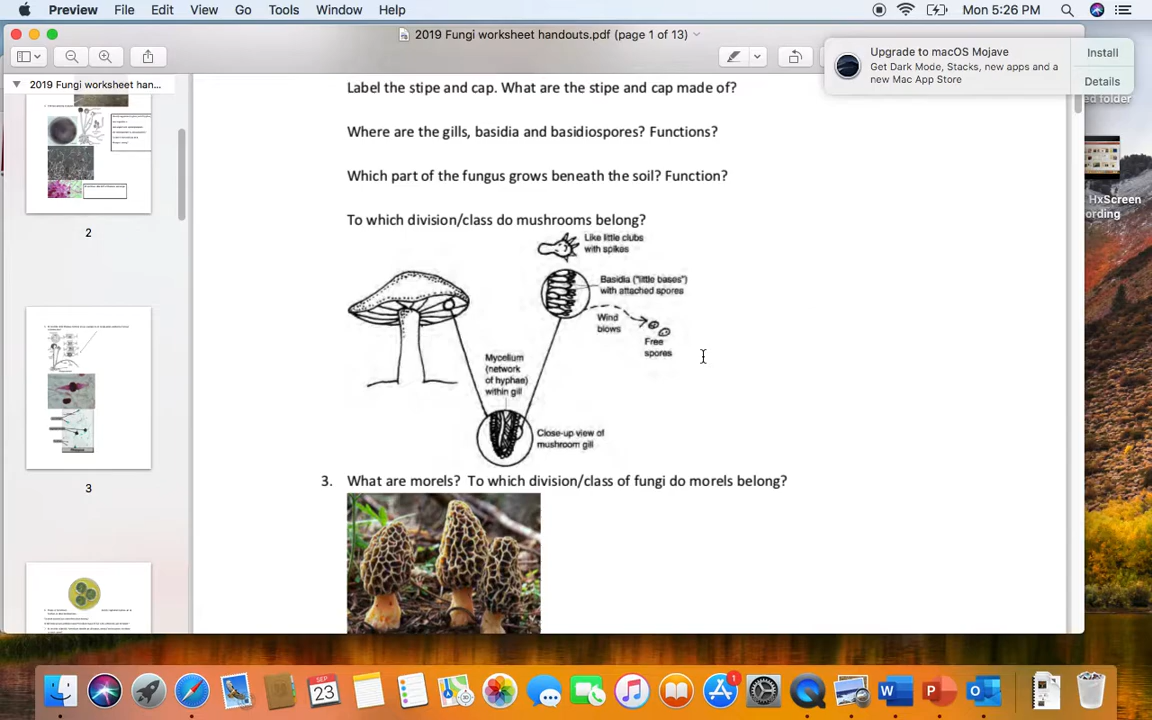 Preview File Edit View Go Tools Window Help Mon 5:26 PM
2019 Fungi worksheet handouts.pdf (page 1 of 13)
Upgrade to macOS Mojave
Get Dark Mode, Stacks, new apps and a
new Mac App Store
Install
Details
2019 Fungi worksheet han...
2
3
Label the stipe and cap. What are the stipe and cap made of?
Where are the gills, basidia and basidiospores? Functions?
Which part of the fungus grows beneath the soil? Function?
To which division/class do mushrooms belong?
Like little clubs
with spikes
Basidia ("little bases")
with attached spores
Wind
blows
Free
spores
Mycelium
(network
of hyphae)
within gill
Close-up view of
mushroom gill
3. What are morels? To which division/class of fungi do morels belong?
ed folder
HxScreen
ording
SEP
23
1
W
P